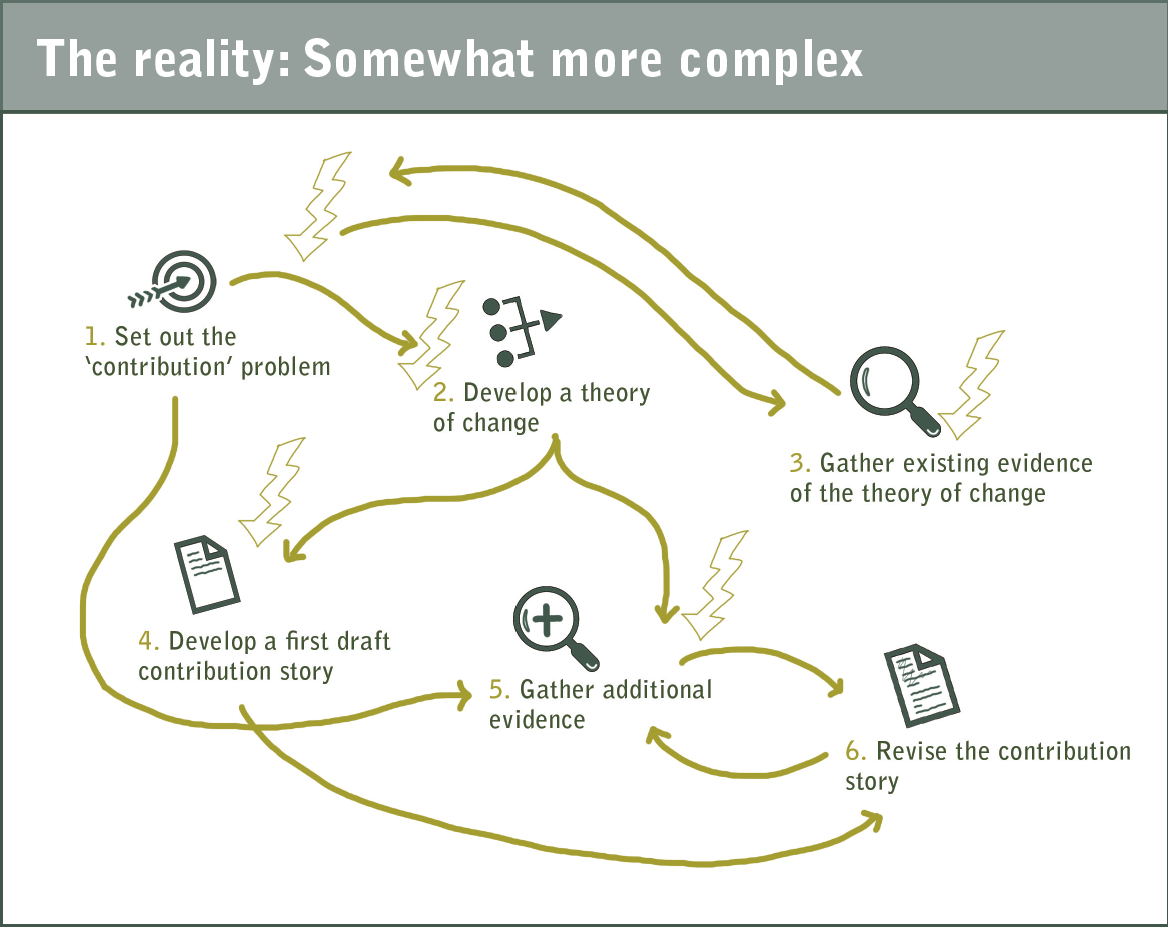 The reality: Somewhat more complex
1. Set out the
‘contribution’ problem
2. Develop a theory
of change
3. Gather existing evidence
of the theory of change
4. Develop a first draft
contribution story
5. Gather additional
evidence
6. Revise the contribution
story